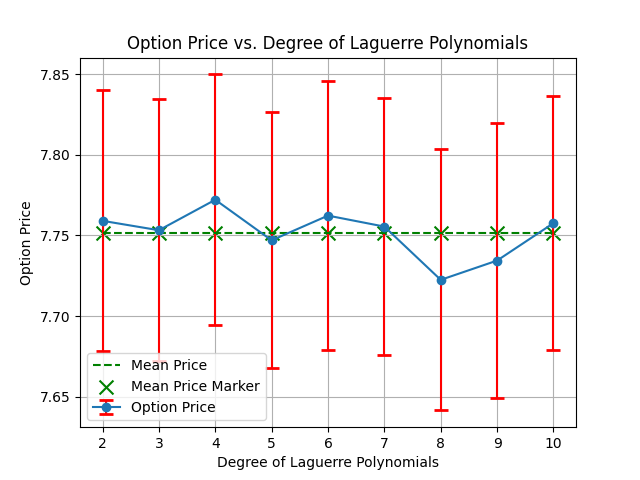 Option Price vs. Degree of Laguerre Polynomials
7.85
7.80
7.75
7.70
7.65
Option Price
Mean Price
Mean Price Marker
Option Price
2 3 4 5 6 7 8 9 10
Degree of Laguerre Polynomials